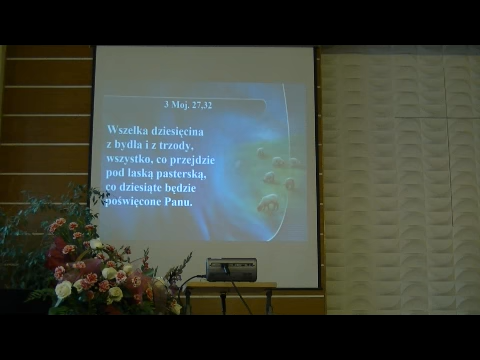 3 Moj. 27,32
Wszelka dziesięcina
z bydła i z trzody,
wszystko, co przejdzie
pod laską pasterską,
co dziesiąte będzie
poświęcone Panu.